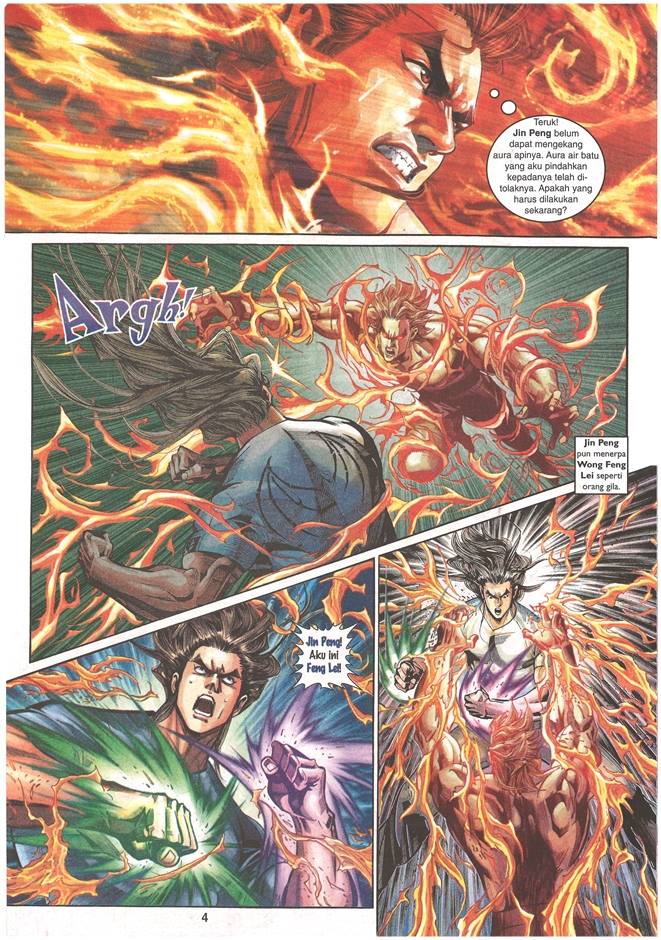 Teruk!
Jin Peng belum
dapat mengekang
aura apinya. Aura air batu
yang aku pindahkan
kepadanya telah di-
tolaknya. Apakah yang
harus dilakukan
sekarang?
Argh!
Jin Peng
pun menerpa
Wong Feng
Lei seperti
orang gila.
Jin Peng!
Aku ini
Feng Lei!
4